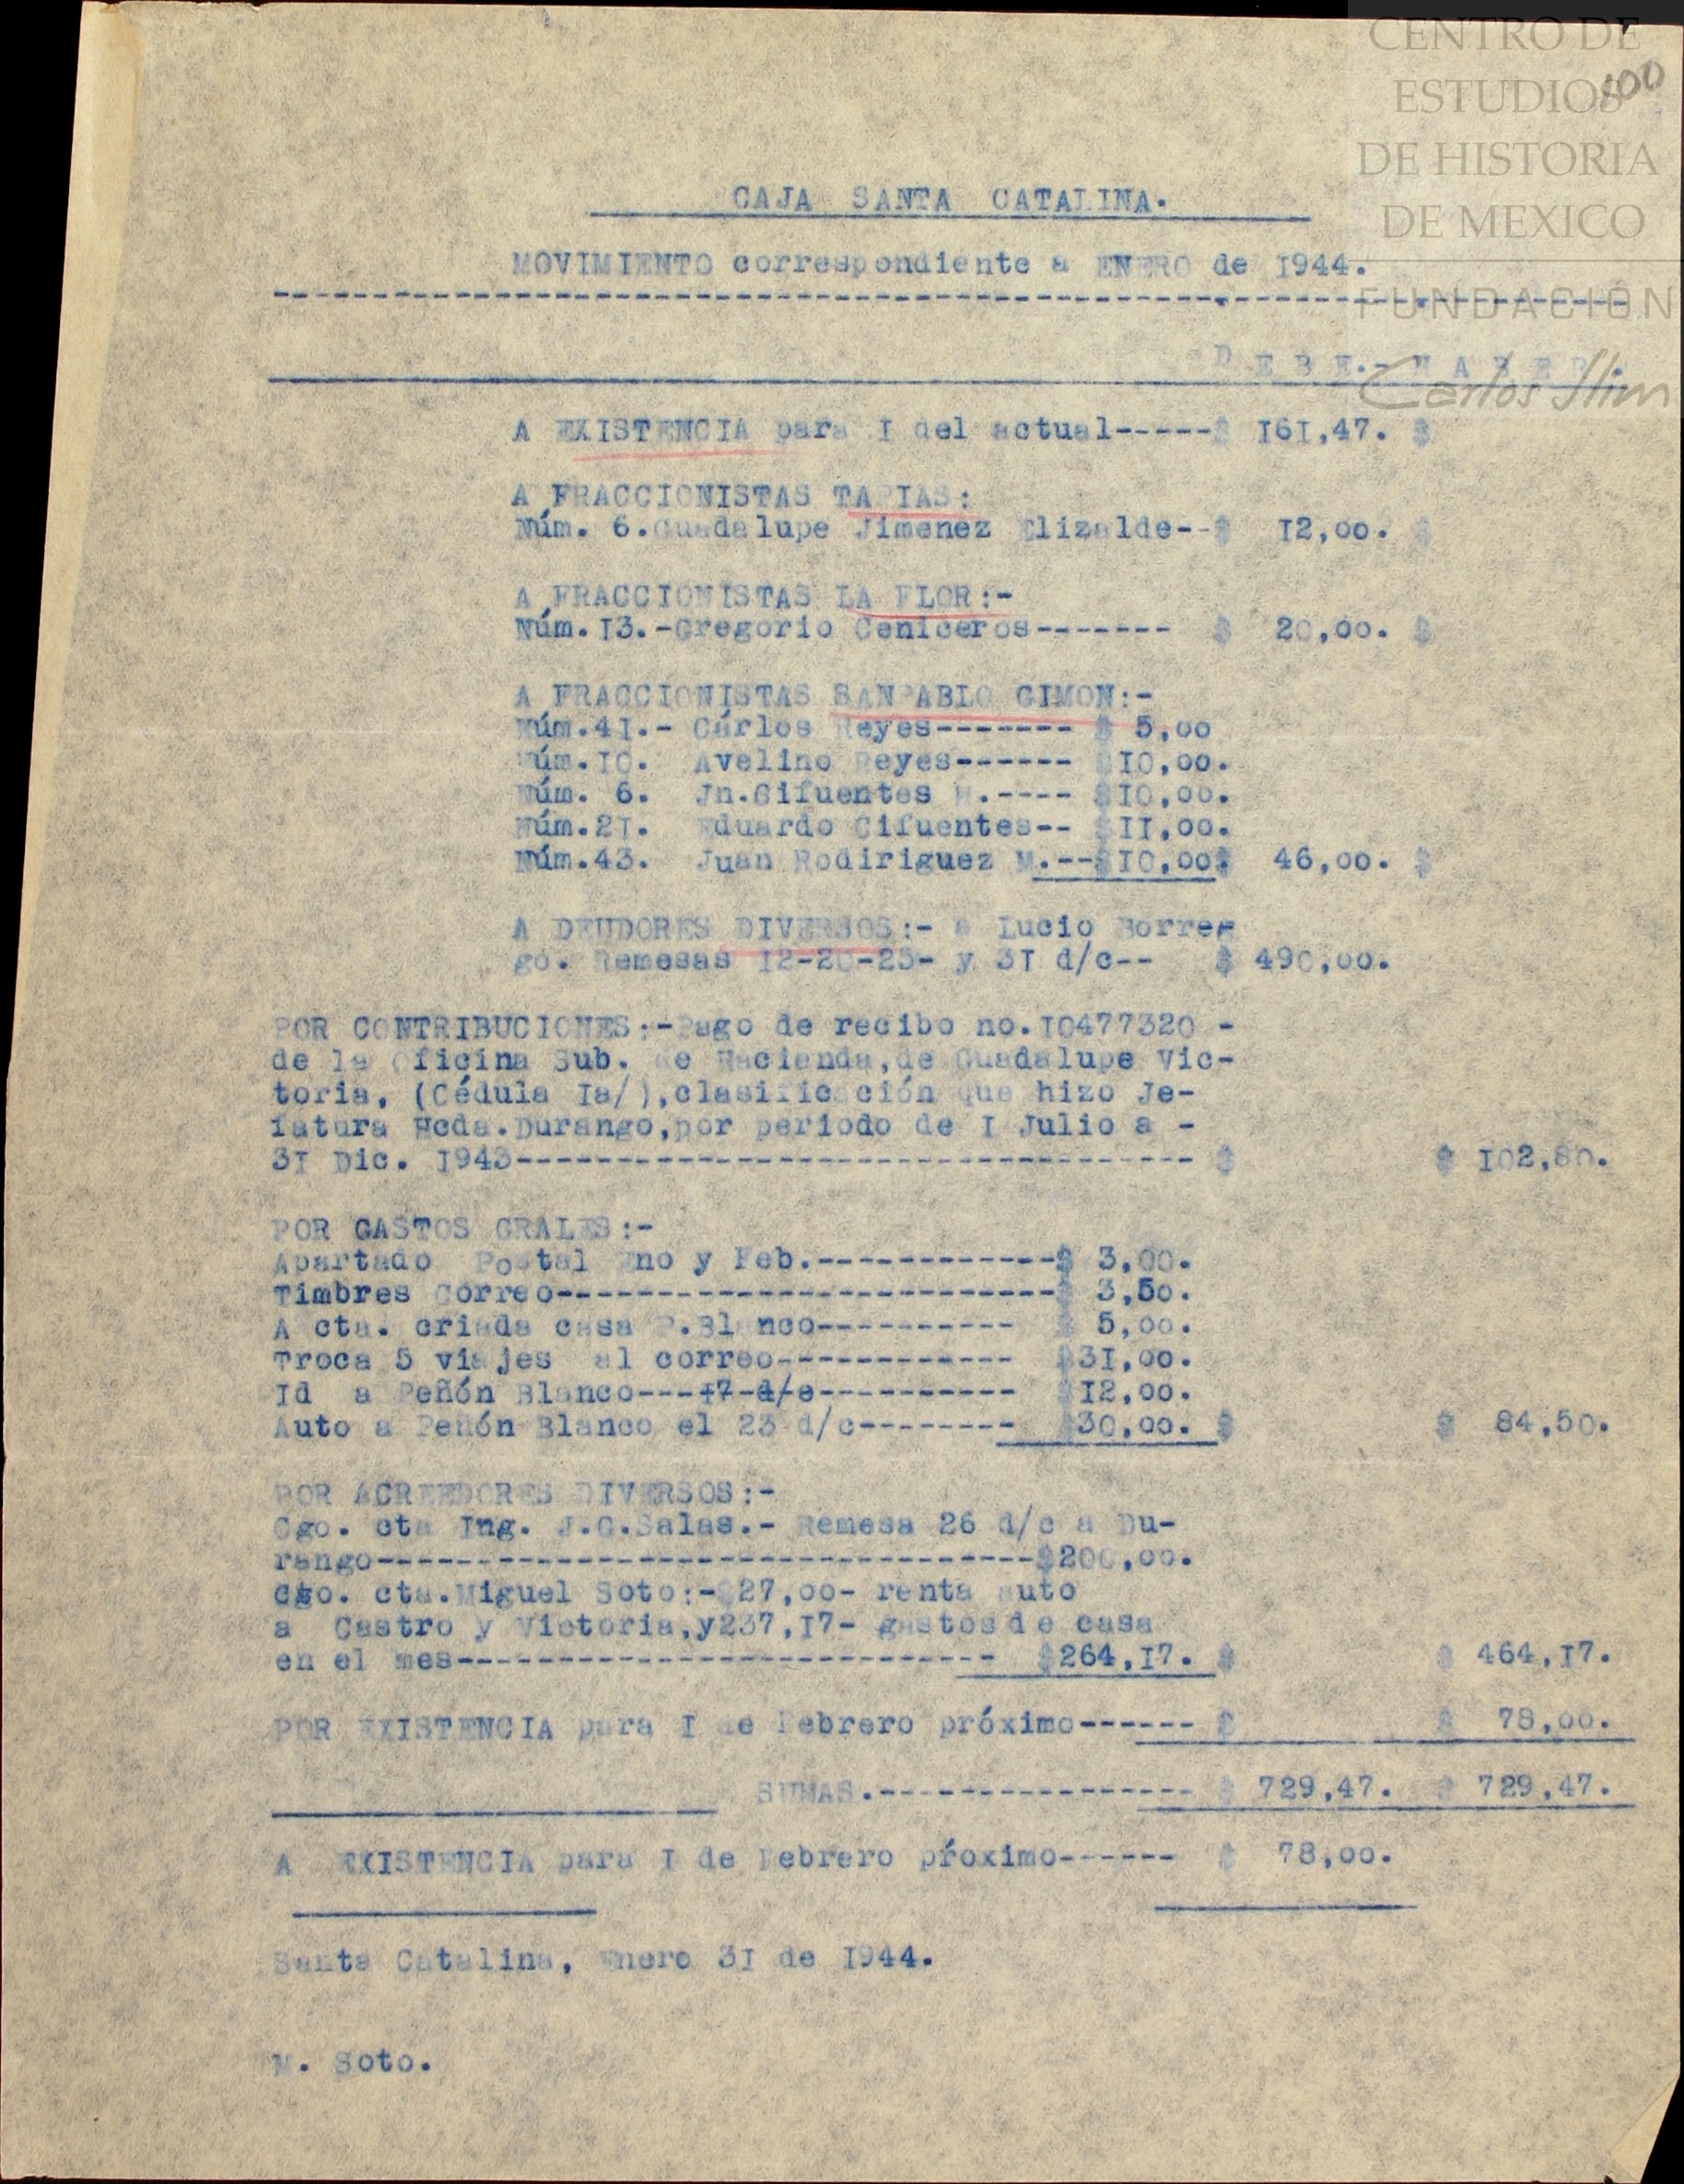 CENTRO DE
ESTUDIOS
DE HISTORIA
DE MEXICO
FUNDACIÓN
Carlos Slim
100
CAJA SANTA CATALINA.
MOVIMIENTO correspondiente a ENERO de I944.
D E B E.- H A B E R.
A EXISTENCIA para I del actual-----$ I6I,47. $
A FRACCIONISTAS TAPIAS:
Núm. 6.Guadalupe Jimenez Elizalde--$ I2,oo. $
A FRACCIONISTAS LA FLOR:-
Núm.I3.-Gregorio Ceniceros------- $ 20,oo. $
A FRACCIONISTAS SANPABLO GIMON:-
Núm.4I.- Cárlos Reyes------- $ 5,oo
Núm.IO. Avelino Reyes------ $IO,oo.
Núm. 6. Jn.Cifuentes M.---- $IO,oo.
Núm.2I. Eduardo Cifuentes-- $II,oo.
Núm.43. Juan Rodiriguez M.--$IO,oo$ 46,oo. $
A DEUDORES DIVERSOS:- a Lucio Borre
go. Remesas I2-20-25- y 3I d/c-- $ 490,oo.
POR CONTRIBUCIONES:-Pago de recibo no.I0477320 -
de la Oficina Sub. de Hacienda,de Guadalupe Vic-
toria, (Cédula Ia/),clasificación que hizo Je-
fatura Hcda.Durango,por periodo de I Julio a -
3I Dic. I943---------------------------------- $ $ I02,80.
POR GASTOS GRALES:-
Apartado Postal Eno y Feb.------------$ 3,00.
Timbres Correo-------------------------$ 3,50.
A cta. criada casa P.Blanco---------- $ 5,oo.
Troca 5 viajes al correo------------ $3I,oo.
Id a Peñón Blanco---I7-d/c---------- $I2,oo.
Auto a Peñón Blanco el 23 d/c-------- $30,oo. $ $ 84,50.
POR ACREEDORES DIVERSOS:-
Cgo. cta Ing. J.G.Salas.- Remesa 26 d/c a Du-
rango---------------------------------$200,oo.
Cgo. cta.Miguel Soto:-$27,oo- renta auto
a Castro y Victoria,y237,I7- gastosde casa
en el mes--------------------------- $264,I7. $ $ 464,I7.
POR EXISTENCIA para I de Febrero próximo------ $ $ 78,oo.
SUMAS.---------------- $ 729,47. $ 729,47.
A EXISTENCIA para I de Febrero próximo------ $ 78,oo.
Santa Catalina, Enero 3I de I944.
M. Soto.